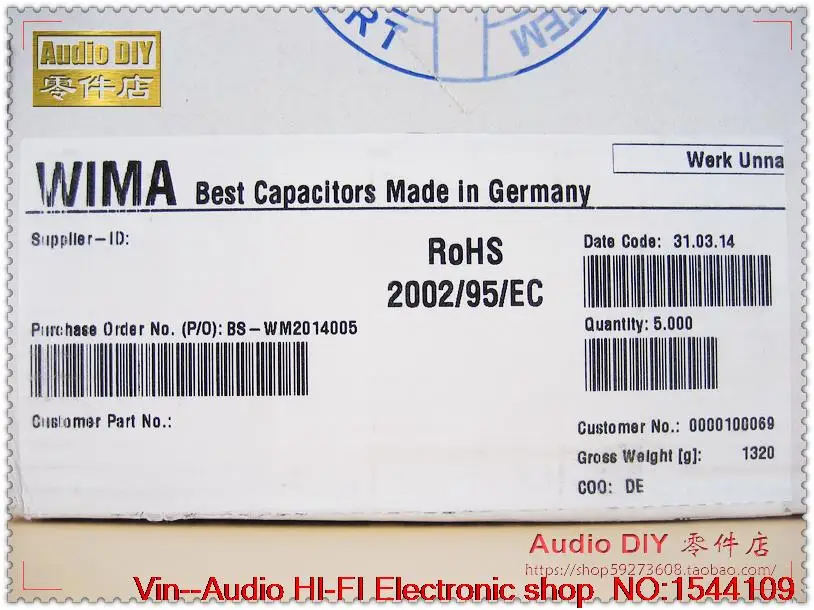 RT
TEM
Audio DIY
零件店
WIMA Best Capacitors Made in Germany
Werk Unna
Supplier-ID:
RoHS
2002/95/EC
Date Code: 31.03.14
Quantity: 5.000
Purchase Order No. (P/O): BS-WM2014005
Customer Part No.:
Customer No.: 0000100069
Gross Weight [g]: 1320
COO: DE
Audio DIY 零件店
https://shop59273608.taobao.com/
Vin--Audio HI-FI Electronic shop NO:1544109